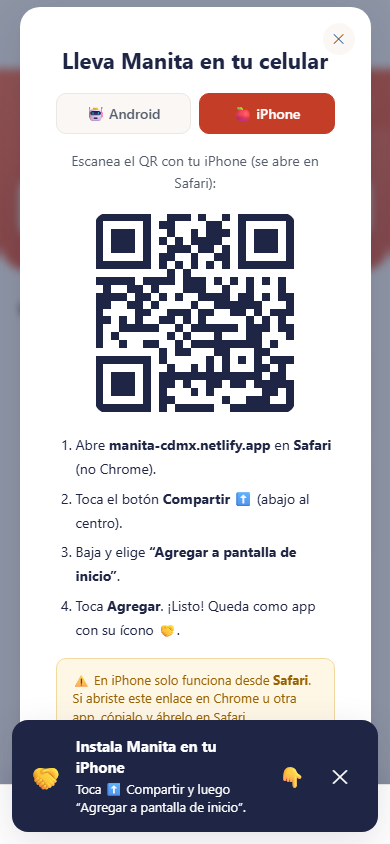 Lleva Manita en tu celular
🤖 Android
🍎 iPhone
Escanea el QR con tu iPhone (se abre en
Safari):
1. Abre manita-cdmx.netlify.app en Safari
(no Chrome).
2. Toca el botón Compartir ⬆️ (abajo al
centro).
3. Baja y elige “Agregar a pantalla de
inicio”.
4. Toca Agregar. ¡Listo! Queda como app
con su ícono 🤝.
⚠️ En iPhone solo funciona desde Safari.
Si abriste este enlace en Chrome u otra
app, cópialo y ábrelo en Safari.
Instala Manita en tu
iPhone
Toca ⬆️ Compartir y luego
“Agregar a pantalla de inicio”.